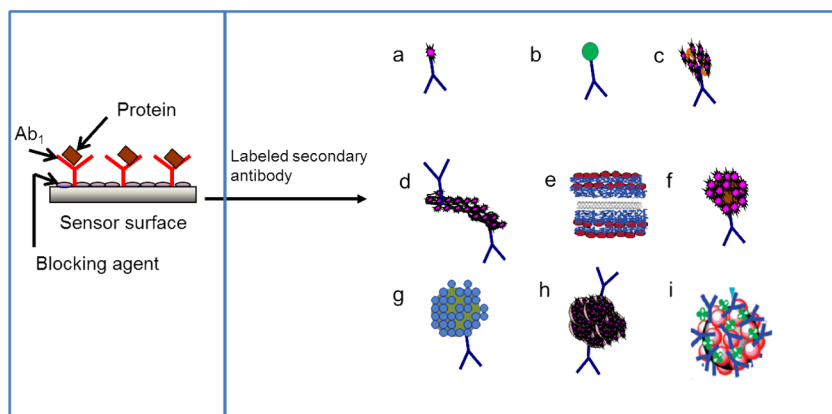 Protein
Ab₁
Sensor surface
Blocking agent
Labeled secondary
antibody
a
b
c
d
e
f
g
h
i